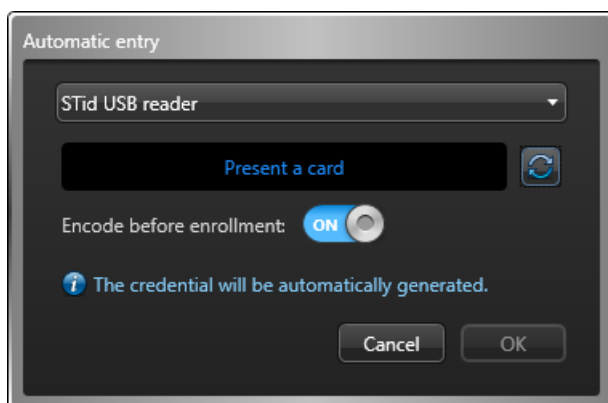 Automatic entry
STid USB reader
Present a card
Encode before enrollment:
ON
The credential will be automatically generated.
Cancel
OK